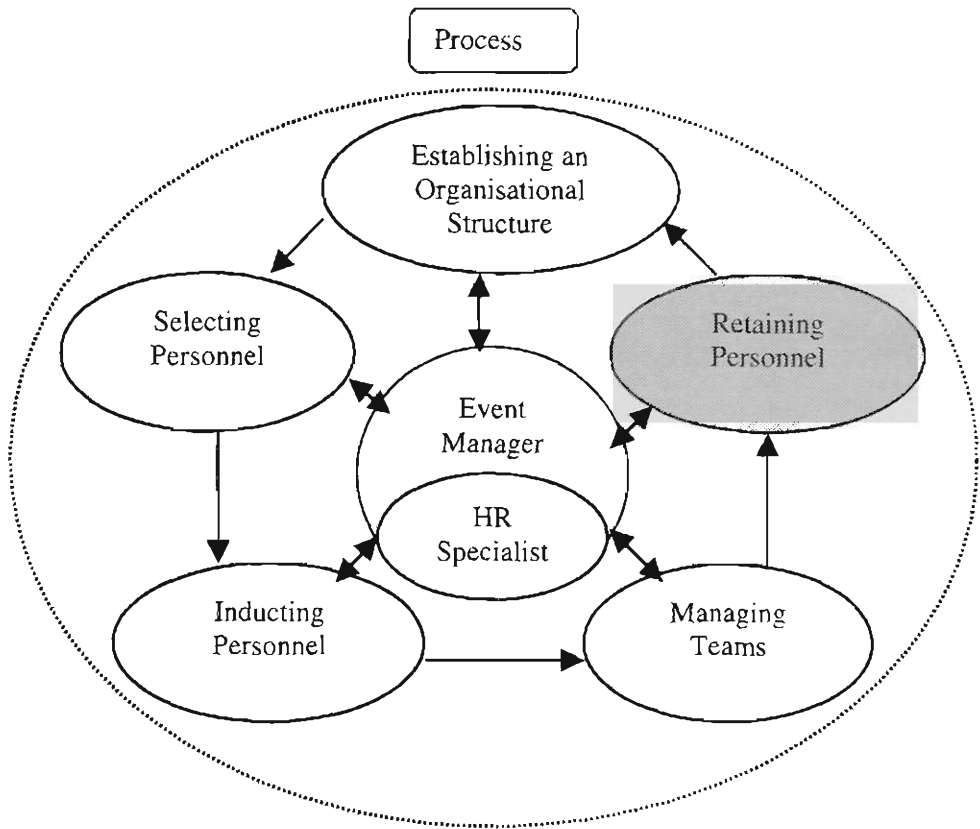 Process
Establishing an
Organisational
Structure
Selecting
Personnel
Retaining
Personnel
Event
Manager
HR
Specialist
Inducting
Personnel
Managing
Teams